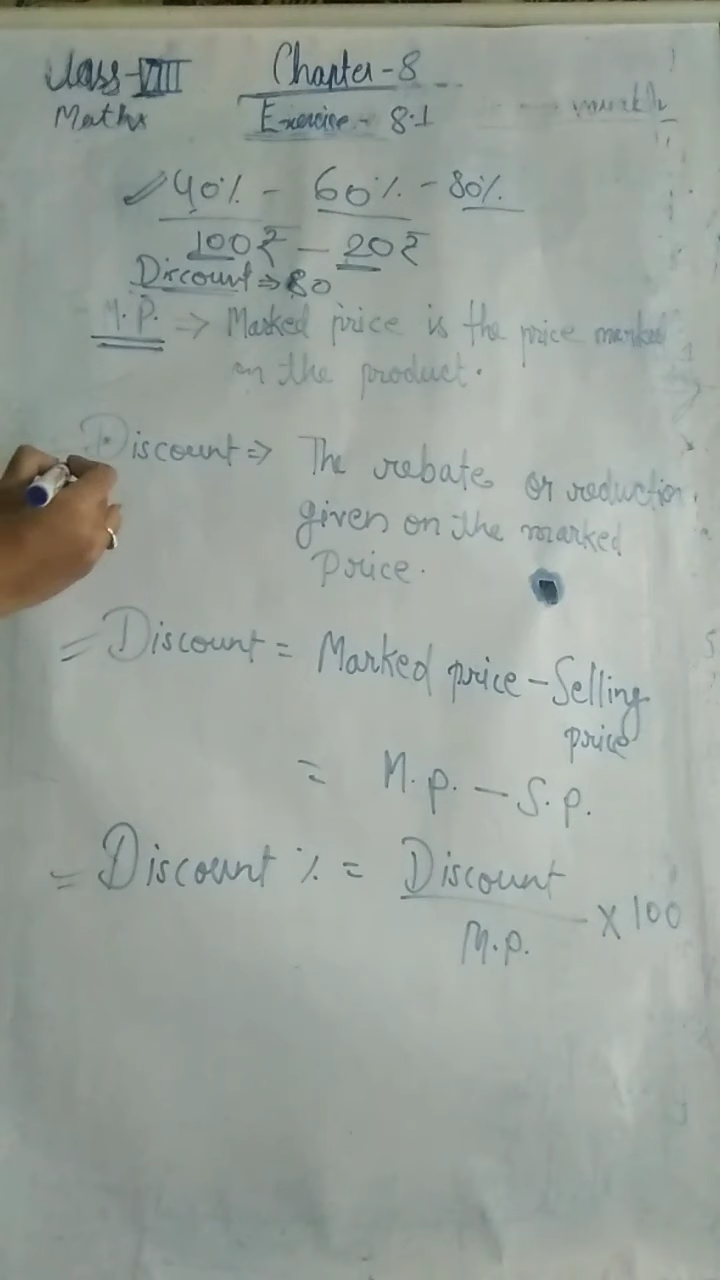 Class-VIII
Chapter-8
Maths
Exercise - 8.1
40% - 60% - 80%
100₹ - 20₹
Discount ⇒ 80
M.P. ⇒ Marked price is the price marked
on the product.
Discount ⇒ The rebate or reduction
given on the marked
Price.
= Discount = Marked price - Selling
price
= M.p. - S.p.
= Discount % = Discount
M.p.
× 100